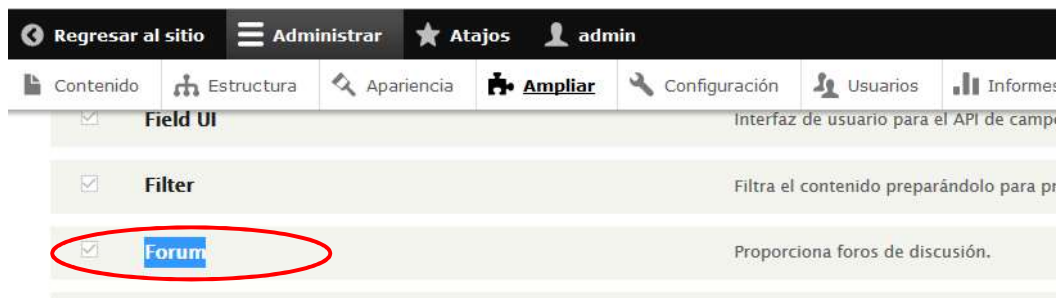 Regresar al sitio Administrar Atajos admin
Contenido Estructura Apariencia Ampliar Configuración Usuarios Informes
Field UI Interfaz de usuario para el API de
Filter Filtra el contenido preparándolo para
Forum Proporciona foros de discusión.